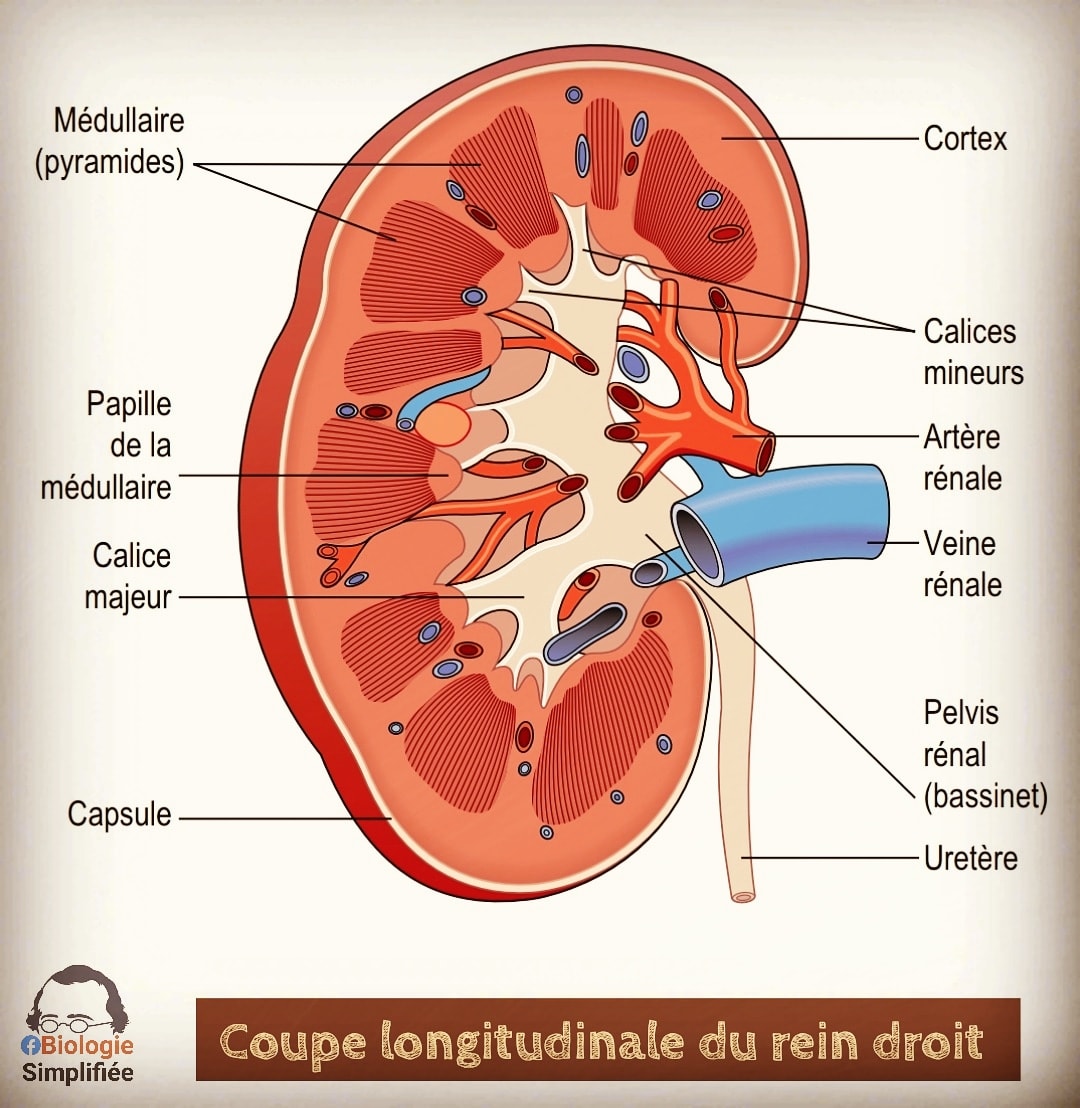 Médullaire
(pyramides)
Papille
de la
médullaire
Calice
majeur
Capsule
Cortex
Calices
mineurs
Artère
rénale
Veine
rénale
Pelvis
rénal
(bassinet)
Uretère
Biologie
Simplifiée
Coupe longitudinale du rein droit